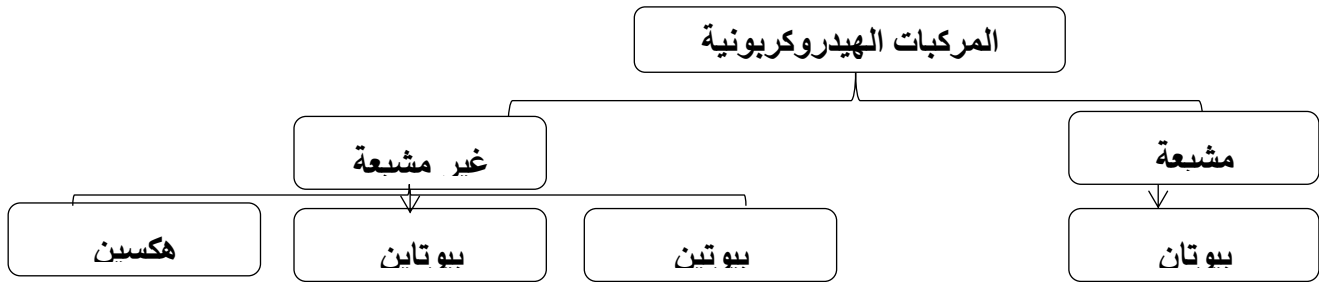 المركبات الهيدروكربونية
مشبعة
غير مشبعة
بيوتان
بيوتين
بيوتاين
هكسين